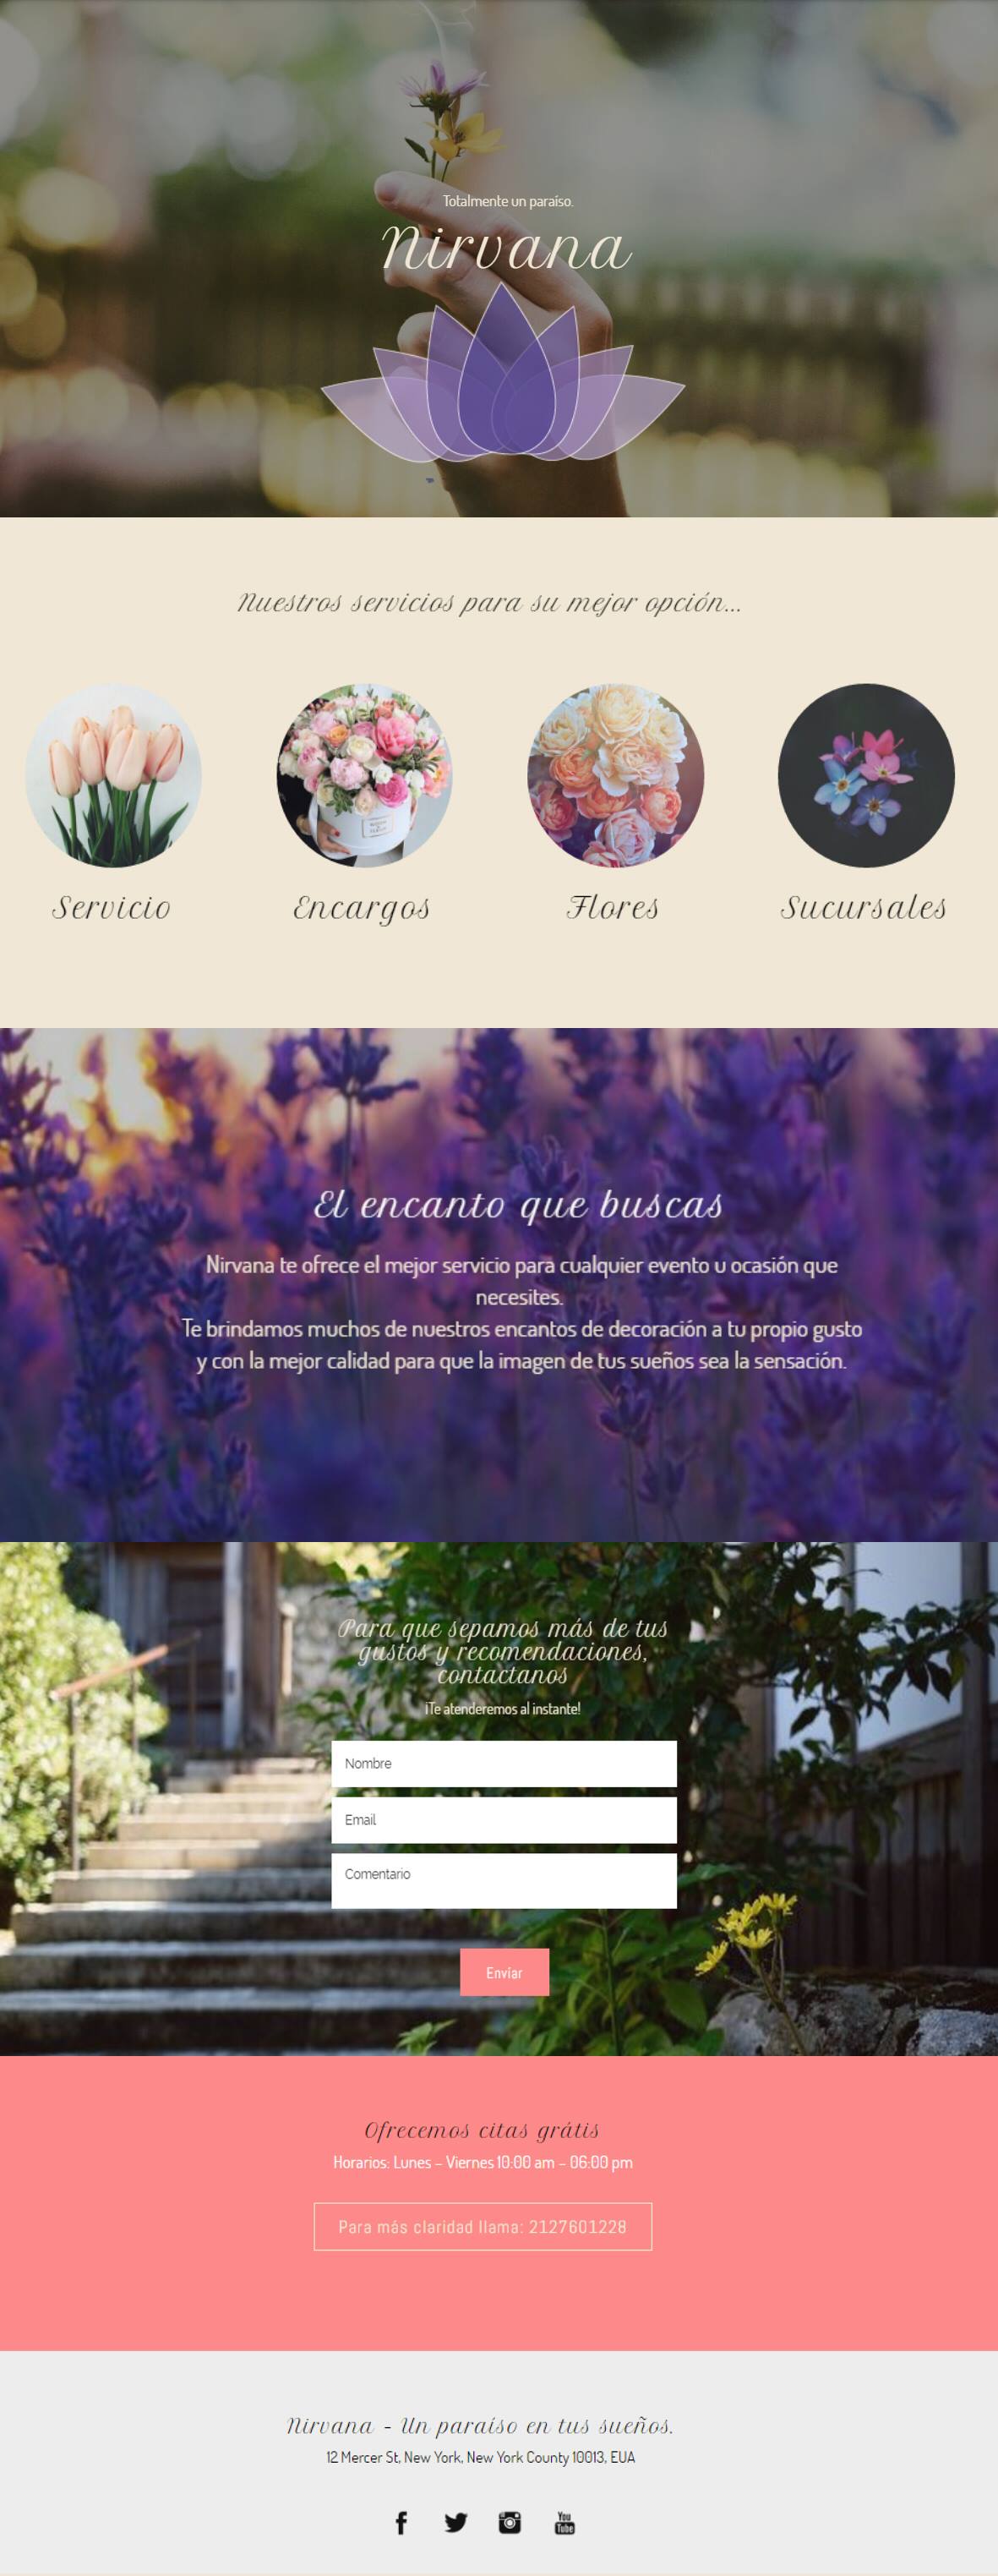 Totalmente un paraíso.
Nirvana
Nuestros servicios para su mejor opción...
Servicio
Encargos
Flores
Sucursales
El encanto que buscas
Nirvana te ofrece el mejor servicio para cualquier evento u ocasión que
necesites.
Te brindamos muchos de nuestros encantos de decoración a tu propio gusto
y con la mejor calidad para que la imagen de tus sueños sea la sensación.
Para que sepamos más de tus
gustos y recomendaciones,
contactanos
¡Te atenderemos al instante!
Nombre
Email
Comentario
Enviar
Ofrecemos citas grátis
Horarios: Lunes – Viernes 10:00 am – 06:00 pm
Para más claridad llama: 2127601228
Nirvana - Un paraíso en tus sueños.
12 Mercer St, New York, New York County 10013, EUA
You
Tube